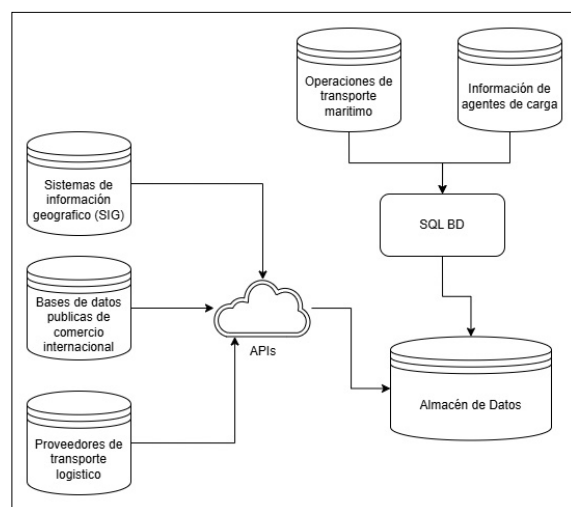 Operaciones de
transporte
maritimo
Información de
agentes de carga
Sistemas de
información
geografico (SIG)
SQL BD
Bases de datos
publicas de
comercio
internacional
APIs
Almacén de Datos
Proveedores de
transporte
logistico